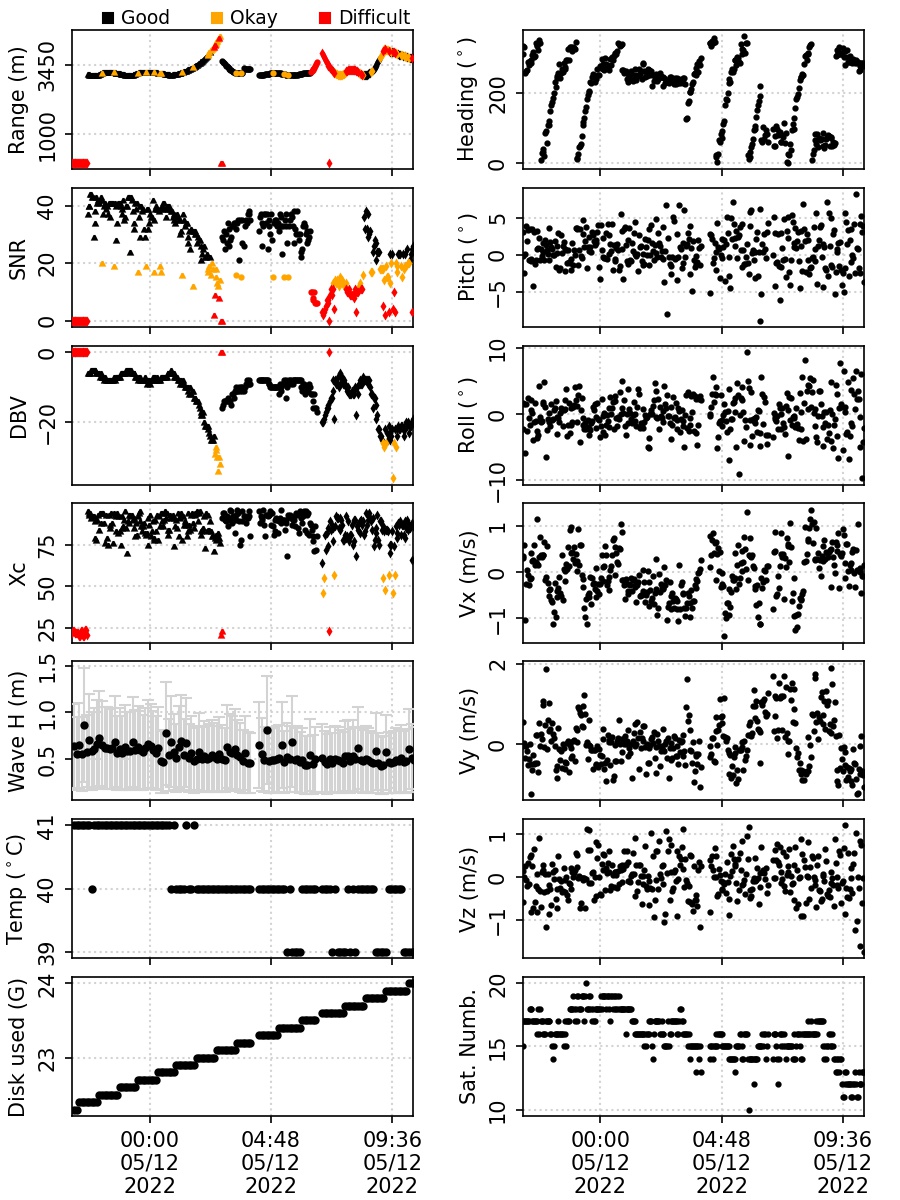 Good Okay Difficult
Range (m)
3450
1000
Heading (°)
200
0
SNR
40
20
0
Pitch (°)
5
0
−5
DBV
0
−20
Roll (°)
10
0
−10
Xc
75
50
25
Vx (m/s)
1
0
−1
Wave H (m)
1.5
1.0
0.5
Vy (m/s)
2
0
Temp (°C)
41
40
39
Vz (m/s)
1
0
−1
Disk used (G)
24
23
Sat. Numb.
20
15
10
00:00 04:48 09:36 00:00 04:48 09:36
05/12 05/12 05/12 05/12 05/12 05/12
2022 2022 2022 2022 2022 2022